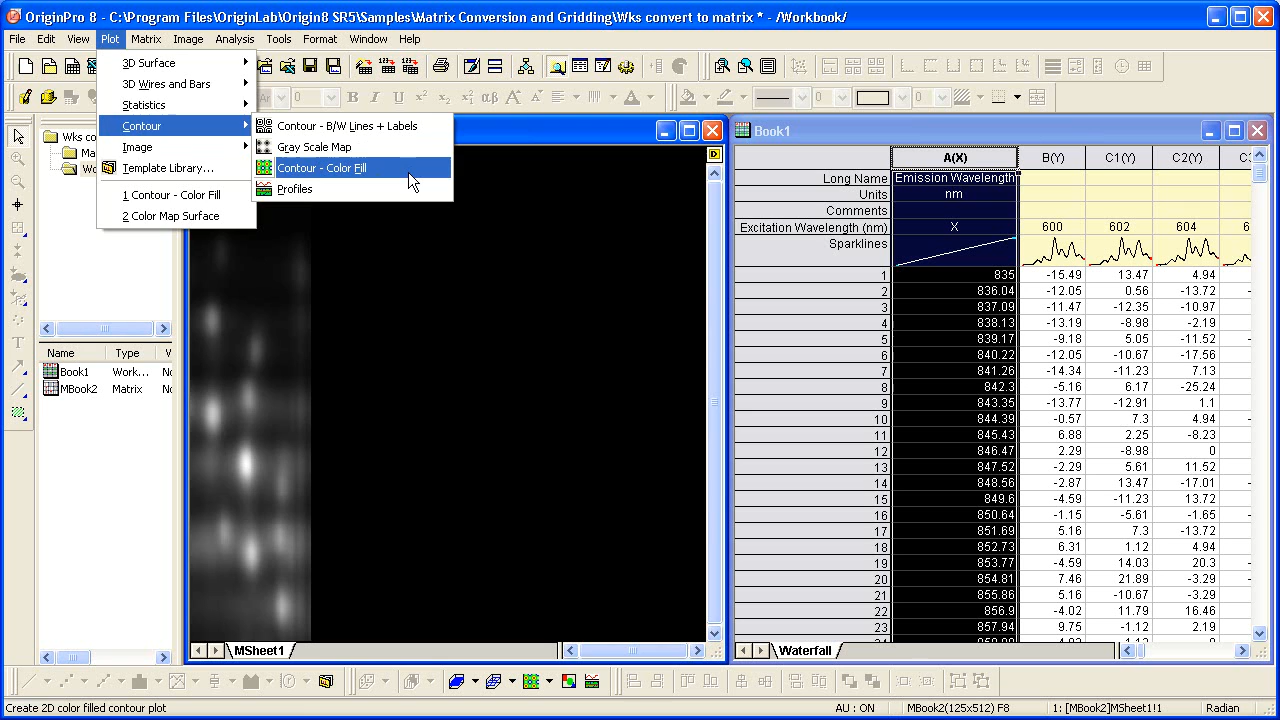 OriginPro 8 - C:\Program Files\OriginLab\Origin8 SR5\Samples\Matrix Conversion and Gridding\Wks convert to matrix * - /Workbook/
File Edit View Plot Matrix Image Analysis Tools Format Window Help
3D Surface
3D Wires and Bars
Statistics
Contour
Image
Template Library...
1 Contour - Color Fill
2 Color Map Surface
Contour - B/W Lines + Labels
Gray Scale Map
Contour - Color Fill
Profiles
Wks co
Ma
Wo
Name Type
Book1 Work... No
MBook2 Matrix No
MSheet1
Book1
A(X) B(Y) C1(Y) C2(Y)
Long Name Emission Wavelength
Units nm
Comments
Excitation Wavelength (nm) X 600 602 604 6
Sparklines
1 835 -15.49 13.47 4.94
2 836.04 -12.05 0.56 -13.72
3 837.09 -11.47 -12.35 -10.97
4 838.13 -13.19 -8.98 -2.19
5 839.17 -9.18 5.05 -11.52
6 840.22 -12.05 -10.67 -17.56
7 841.26 -14.34 -11.23 7.13
8 842.3 -5.16 6.17 -25.24
9 843.35 -13.77 -12.91 1.1
10 844.39 -0.57 7.3 4.94
11 845.43 6.88 2.25 -8.23
12 846.47 -2.29 -8.98 0
13 847.52 -2.29 5.61 11.52
14 848.56 -2.87 13.47 -17.01
15 849.6 -4.59 -11.23 13.72
16 850.64 -1.15 -5.61 -1.65
17 851.69 5.16 7.3 -13.72
18 852.73 6.31 1.12 4.94
19 853.77 -4.59 14.03 20.3
20 854.81 7.46 21.89 -3.29
21 855.86 5.16 -10.67 -3.29
22 856.9 -4.02 11.79 16.46
23 857.94 9.75 -1.12 2.19
Waterfall
Create 2D color filled contour plot AU : ON MBook2(125x512) F8 1: [MBook2]MSheet1!1 Radian